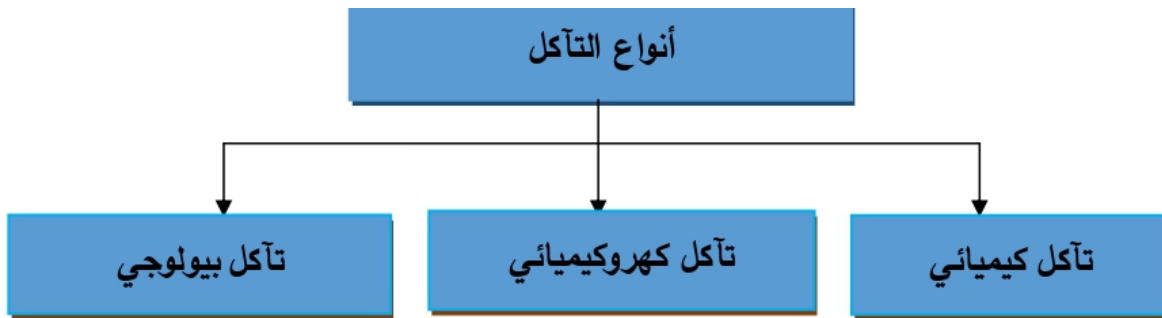 أنواع التآكل
تآكل كيميائي
تآكل كهروكيميائي
تآكل بيولوجي